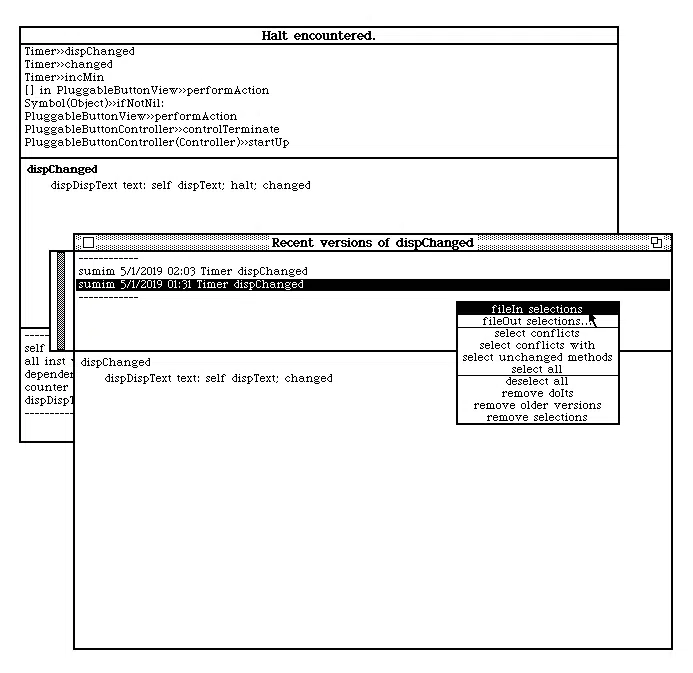 Halt encountered.
Timer>>dispChanged
Timer>>changed
Timer>>incMin
[] in PluggableButtonView>>performAction
Symbol(Object)>>ifNotNil:
PluggableButtonView>>performAction
PluggableButtonController>>controlTerminate
PluggableButtonController(Controller)>>startUp
dispChanged
dispDispText text: self dispText; halt; changed
Recent versions of dispChanged
------------
sumim 5/1/2019 02:03 Timer dispChanged
sumim 5/1/2019 01:31 Timer dispChanged
------------
fileIn selections
fileOut selections...
select conflicts
select conflicts with
select unchanged methods
select all
deselect all
remove doIts
remove older versions
remove selections
dispChanged
dispDispText text: self dispText; changed
self
all inst
depende
counter
dispDisp